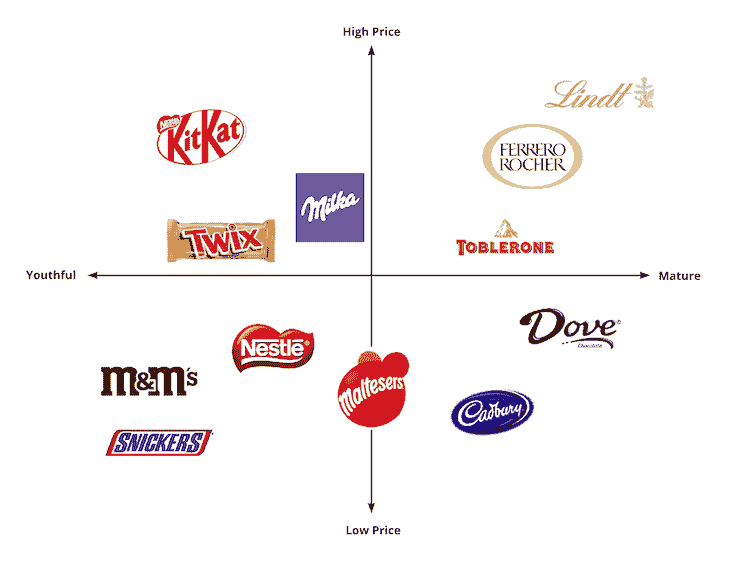 High Price
Lindt
Nestlé
KitKat
FERRERO
ROCHER
Milka
TWIX
TOBLERONE
Youthful
Mature
DOVE®
Chocolate
Nestlé®
Maltesers®
m&m's
Cadbury
SNICKERS
Low Price